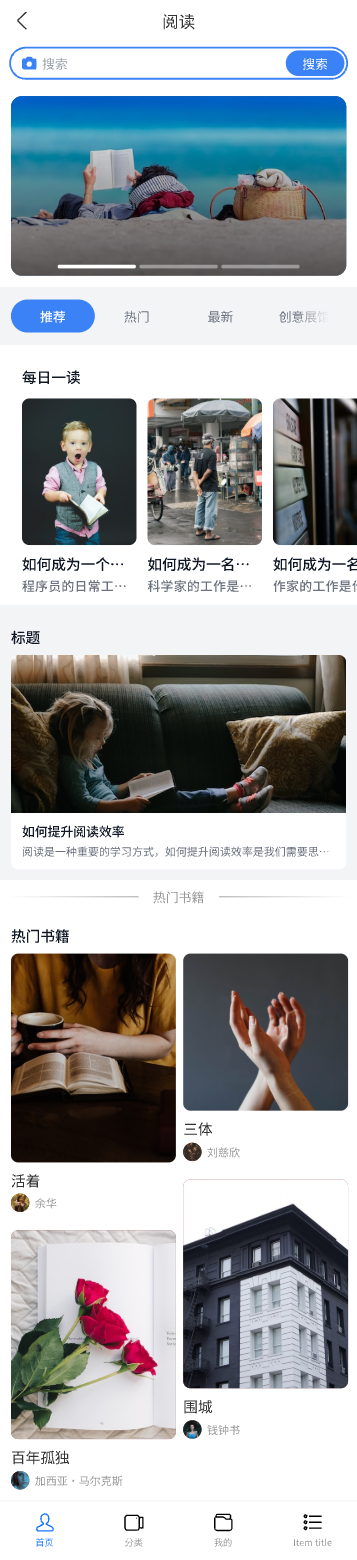 阅读
搜索
搜索
推荐
热门
最新
创意展馆
每日一读
如何成为一个…
程序员的日常工…
如何成为一名…
科学家的工作是…
如何成为一名
作家的工作是什
标题
如何提升阅读效率
阅读是一种重要的学习方式，如何提升阅读效率是我们需要思…
热门书籍
热门书籍
活着
余华
三体
刘慈欣
百年孤独
加西亚·马尔克斯
围城
钱钟书
首页
分类
我的
Item title